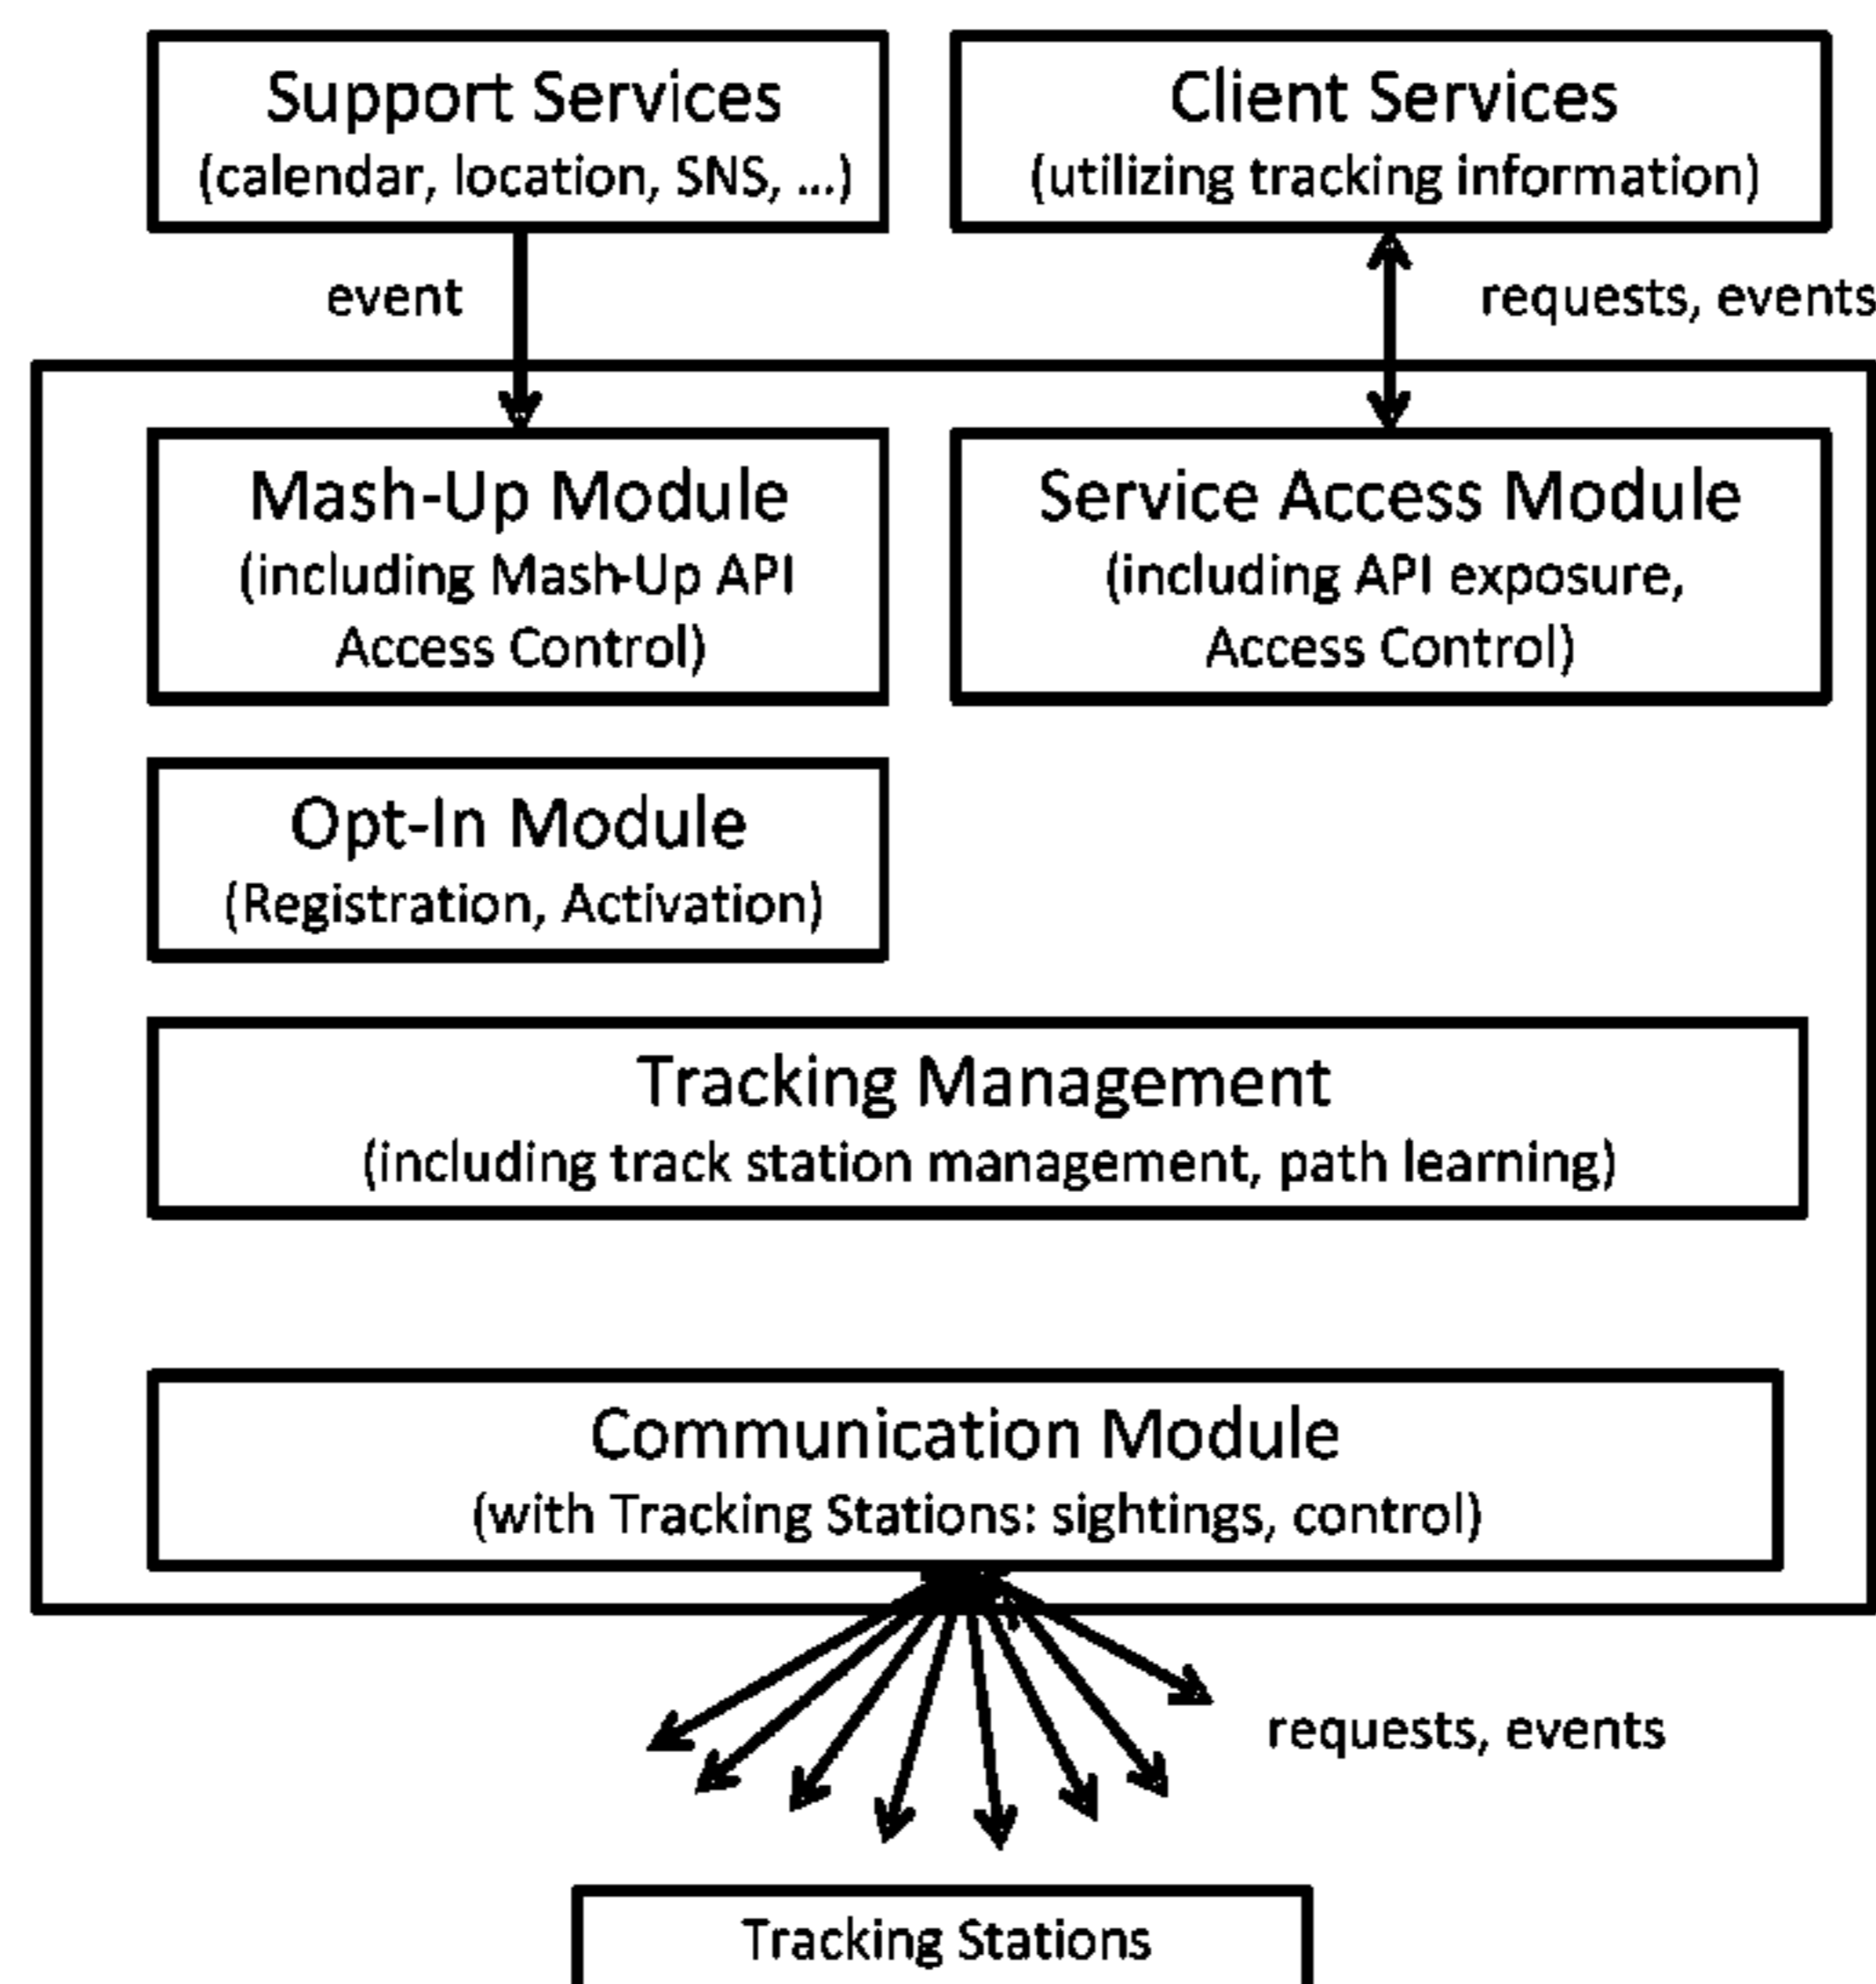 Support Services
(calendar, location, SNS, ...)
Client Services
(utilizing tracking information)
event
requests, events
Mash-Up Module
(including Mash-Up API
Access Control)
Service Access Module
(including API exposure,
Access Control)
Opt-In Module
(Registration, Activation)
Tracking Management
(including track station management, path learning)
Communication Module
(with Tracking Stations: sightings, control)
requests, events
Tracking Stations